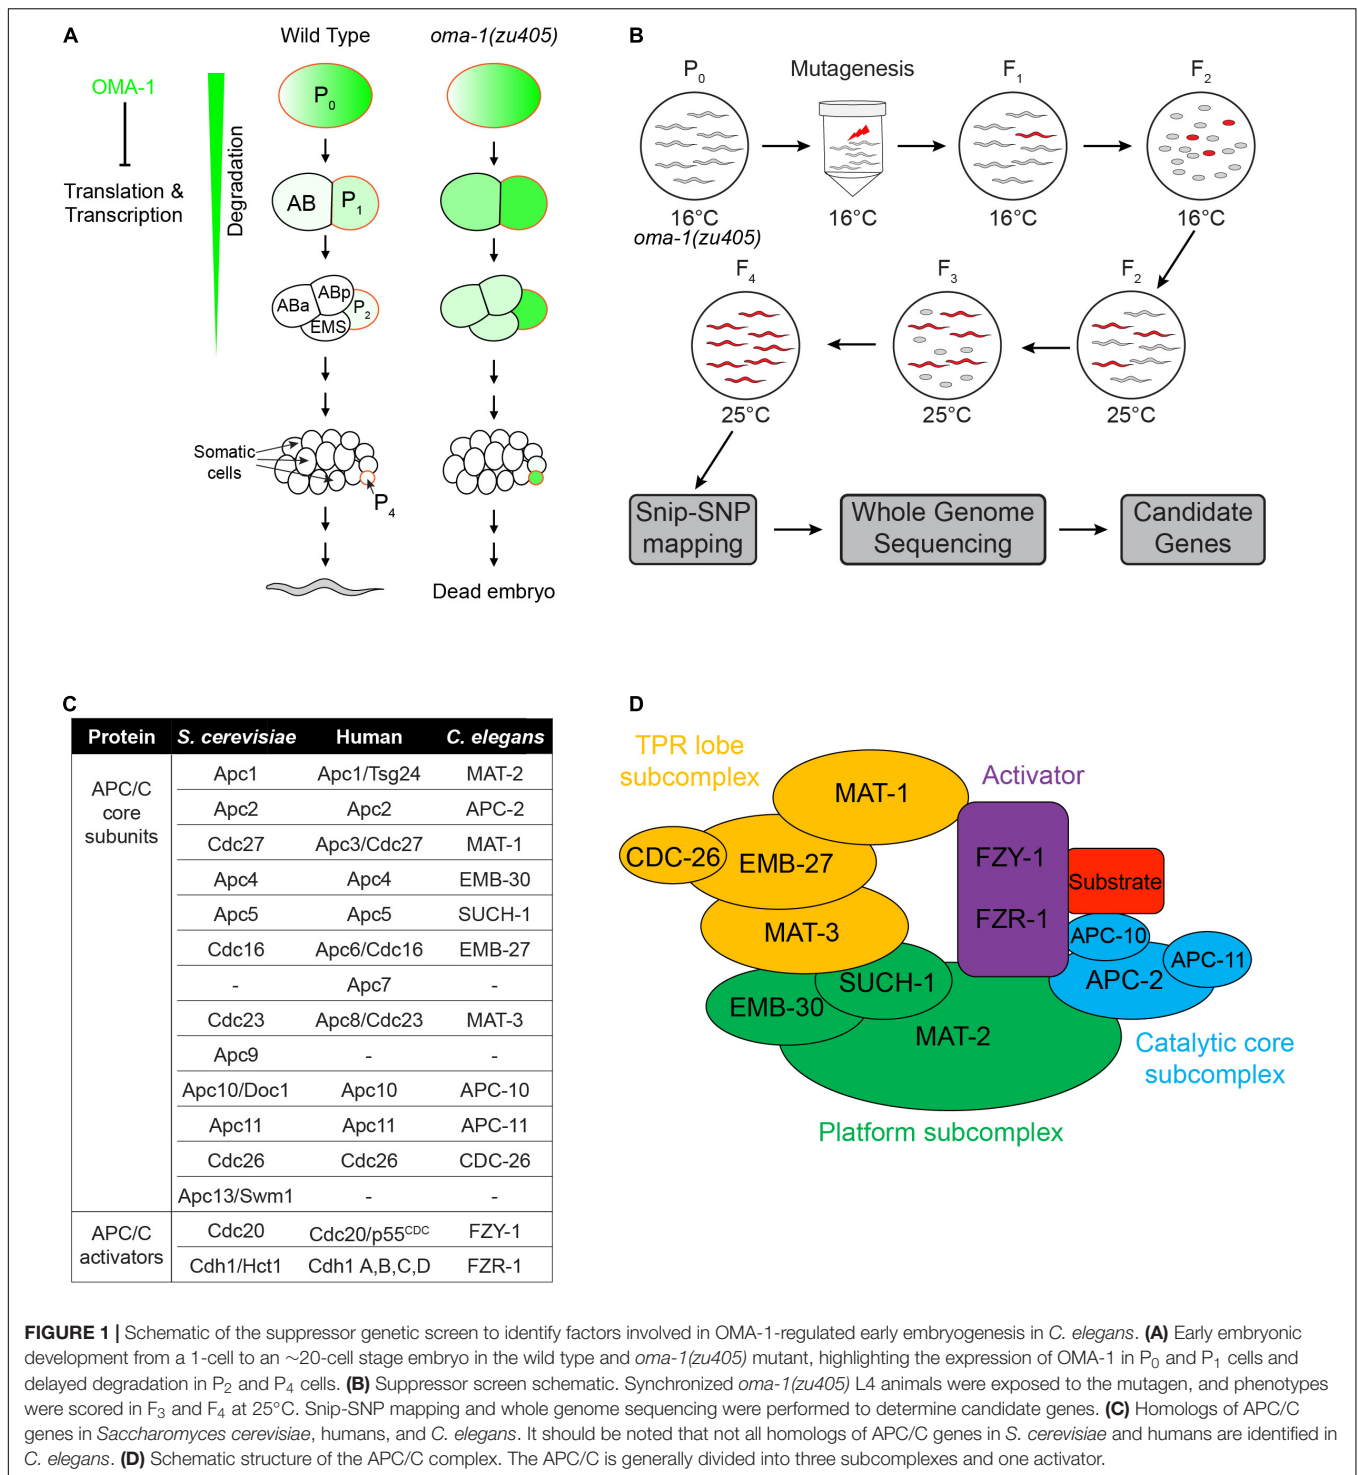 A
Wild Type
oma-1(zu405)
OMA-1
Translation &
Transcription
Degradation
P0
AB
P1
ABa
ABp
EMS
P2
Somatic
cells
P4
Dead embryo
B
P0
Mutagenesis
F1
F2
16°C
16°C
16°C
16°C
oma-1(zu405)
F4
F3
F2
25°C
25°C
25°C
Snip-SNP
mapping
Whole Genome
Sequencing
Candidate
Genes
C
Protein S. cerevisiae Human C. elegans
APC/C
core
subunits
Apc1 Apc1/Tsg24 MAT-2
Apc2 Apc2 APC-2
Cdc27 Apc3/Cdc27 MAT-1
Apc4 Apc4 EMB-30
Apc5 Apc5 SUCH-1
Cdc16 Apc6/Cdc16 EMB-27
- Apc7 -
Cdc23 Apc8/Cdc23 MAT-3
Apc9 - -
Apc10/Doc1 Apc10 APC-10
Apc11 Apc11 APC-11
Cdc26 Cdc26 CDC-26
Apc13/Swm1 - -
APC/C
activators
Cdc20 Cdc20/p55CDC FZY-1
Cdh1/Hct1 Cdh1 A,B,C,D FZR-1
D
TPR lobe
subcomplex
Activator
MAT-1
CDC-26
EMB-27
MAT-3
FZY-1
FZR-1
Substrate
APC-10
APC-11
APC-2
SUCH-1
EMB-30
MAT-2
Catalytic core
subcomplex
Platform subcomplex
FIGURE 1 | Schematic of the suppressor genetic screen to identify factors involved in OMA-1-regulated early embryogenesis in C. elegans. (A) Early embryonic
development from a 1-cell to an ∼20-cell stage embryo in the wild type and oma-1(zu405) mutant, highlighting the expression of OMA-1 in P0 and P1 cells and
delayed degradation in P2 and P4 cells. (B) Suppressor screen schematic. Synchronized oma-1(zu405) L4 animals were exposed to the mutagen, and phenotypes
were scored in F3 and F4 at 25°C. Snip-SNP mapping and whole genome sequencing were performed to determine candidate genes. (C) Homologs of APC/C
genes in Saccharomyces cerevisiae, humans, and C. elegans. It should be noted that not all homologs of APC/C genes in S. cerevisiae and humans are identified in
C. elegans. (D) Schematic structure of the APC/C complex. The APC/C is generally divided into three subcomplexes and one activator.